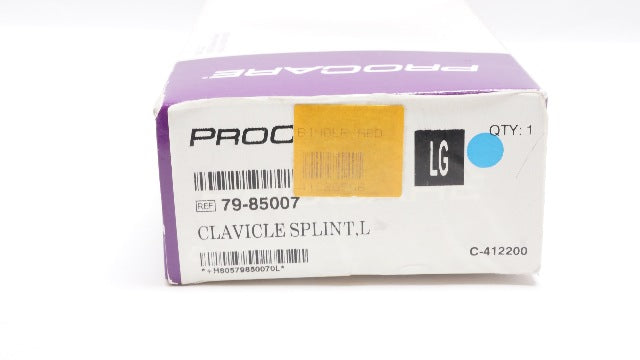 PROCARE
PROC
LG
QTY: 1
REF 79-85007
CLAVICLE SPLINT,L
*+H80579850070L*
C-412200